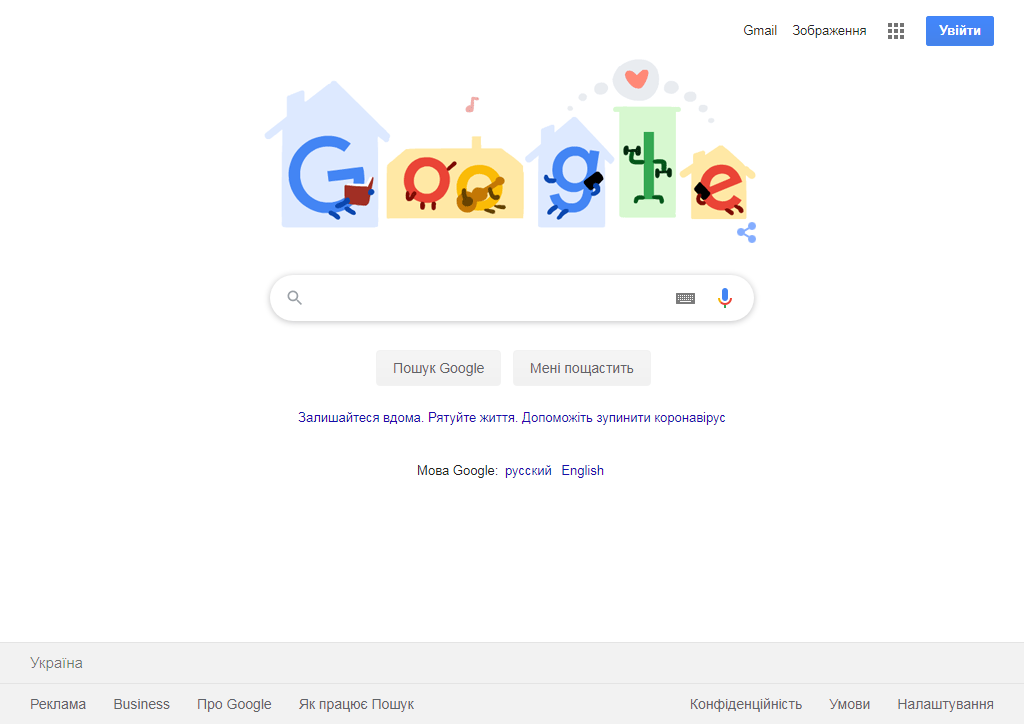 Gmail Зображення Увійти
Google
Пошук Google Мені пощастить
Залишайтеся вдома. Рятуйте життя. Допоможіть зупинити коронавірус
Мова Google: русский English
Україна
Реклама Business Про Google Як працює Пошук Конфіденційність Умови Налаштування